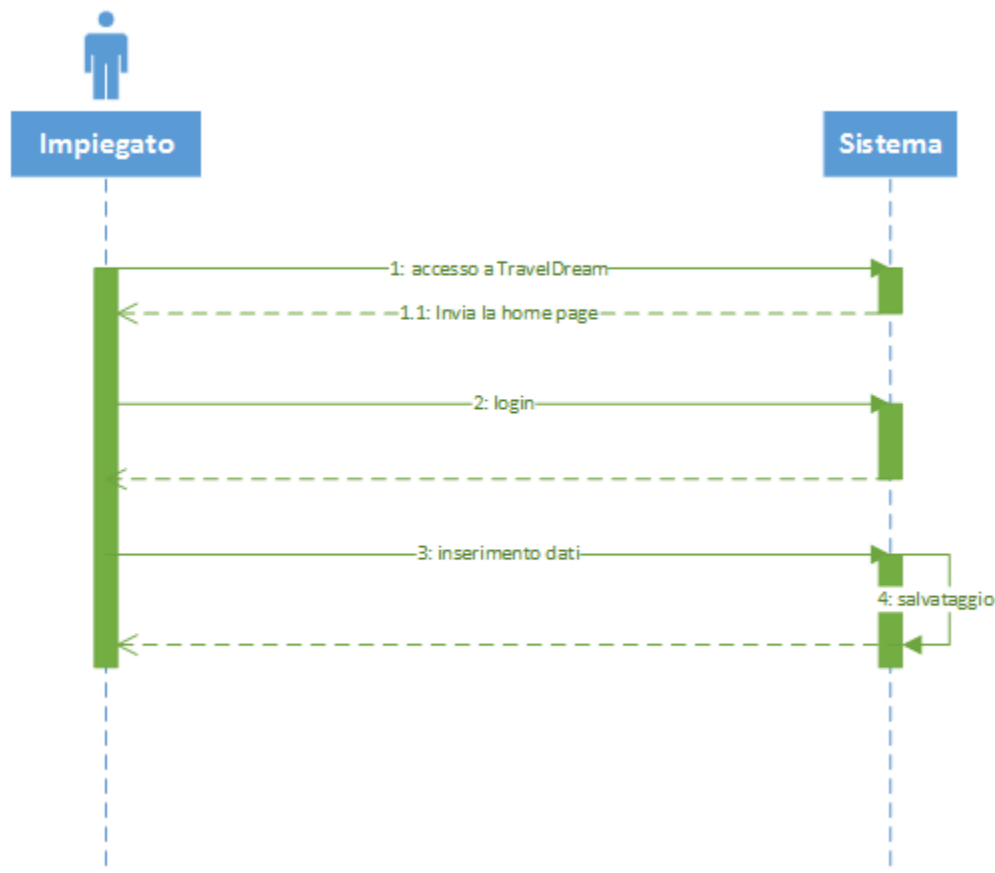 Impiegato
Sistema
1: accesso a TravelDream
1.1: Invia la home page
2: login
3: inserimento dati
4: salvataggio